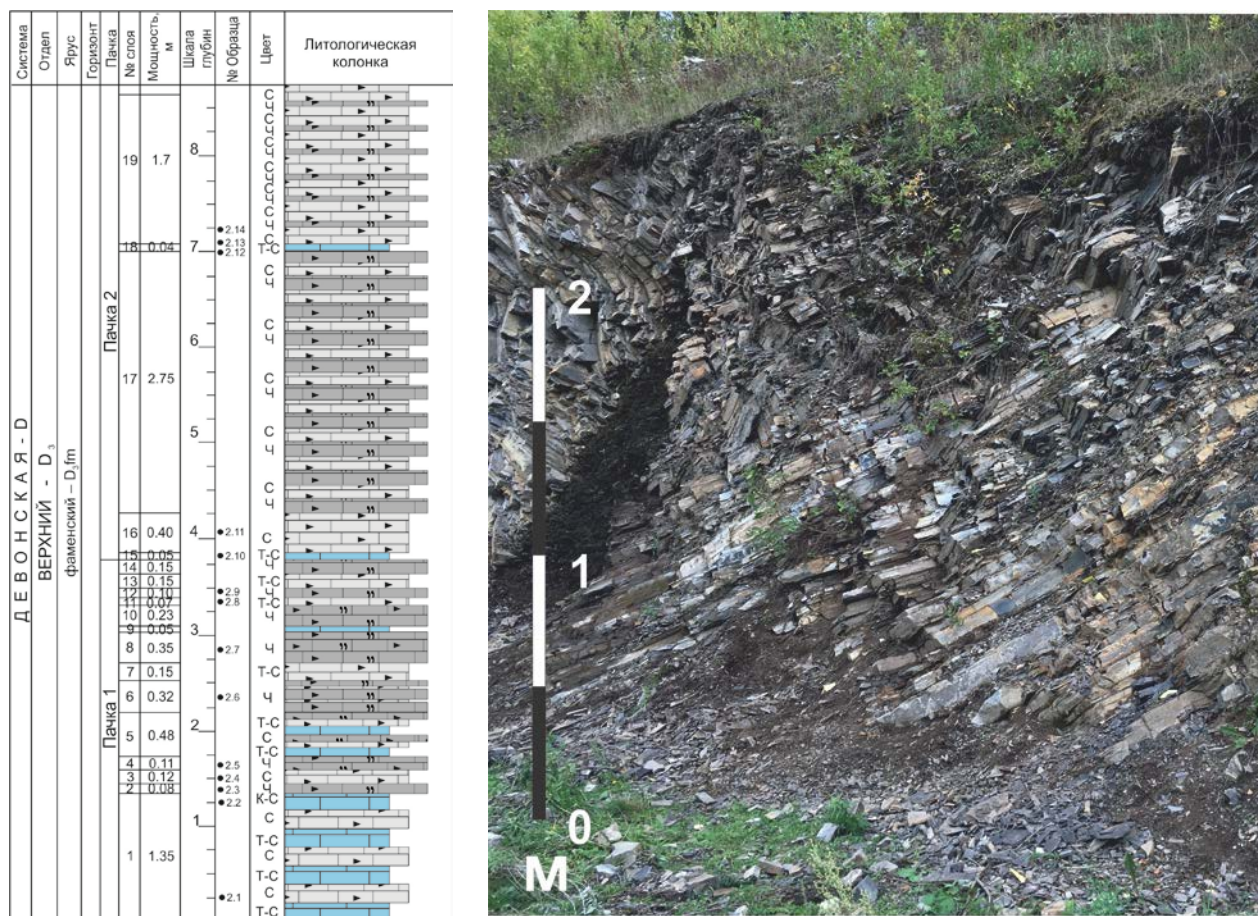 Система Отдел Ярус Горизонт Пачка № слоя Мощность, м Шкала глубин № Образца Цвет Литологическая колонка
ДЕВОНСКАЯ - D
ВЕРХНИЙ - D₃
фаменский – D₃fm
Пачка 2
Пачка 1
С
Ч
С
С
Ч
С
Ч
19 1.7 8
С
Ч
С
С
Ч
С
Ч
2.14
2.13
С
18 0.04 7 2.12 Т-С
С
Ч
С
Ч
6
17 2.75
С
Ч
5
С
Ч
С
Ч
16 0.40 4 2.11 С
15 0.05 2.10 Т-С
14 0.15 Ч
13 0.15 Т-С
12 0.10 2.9 Ч
11 0.07 2.8 Т-С
10 0.23 Ч
9 0.05 3
8 0.35 2.7 Ч
7 0.15 Т-С
6 0.32 2.6 Ч
2 Т-С
5 0.48 С
Т-С
4 0.11 2.5 Ч
3 0.12 2.4 С
2 0.08 2.3 Ч
2.2 К-С
1 С
Т-С
1 1.35 С
Т-С
2.1 С
Т-С
2
1
0
М